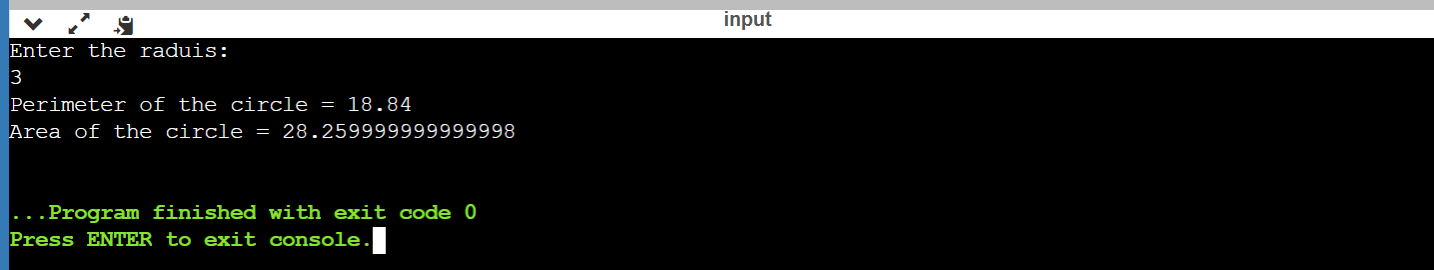 input
Enter the raduis:
3
Perimeter of the circle = 18.84
Area of the circle = 28.259999999999998
...Program finished with exit code 0
Press ENTER to exit console.